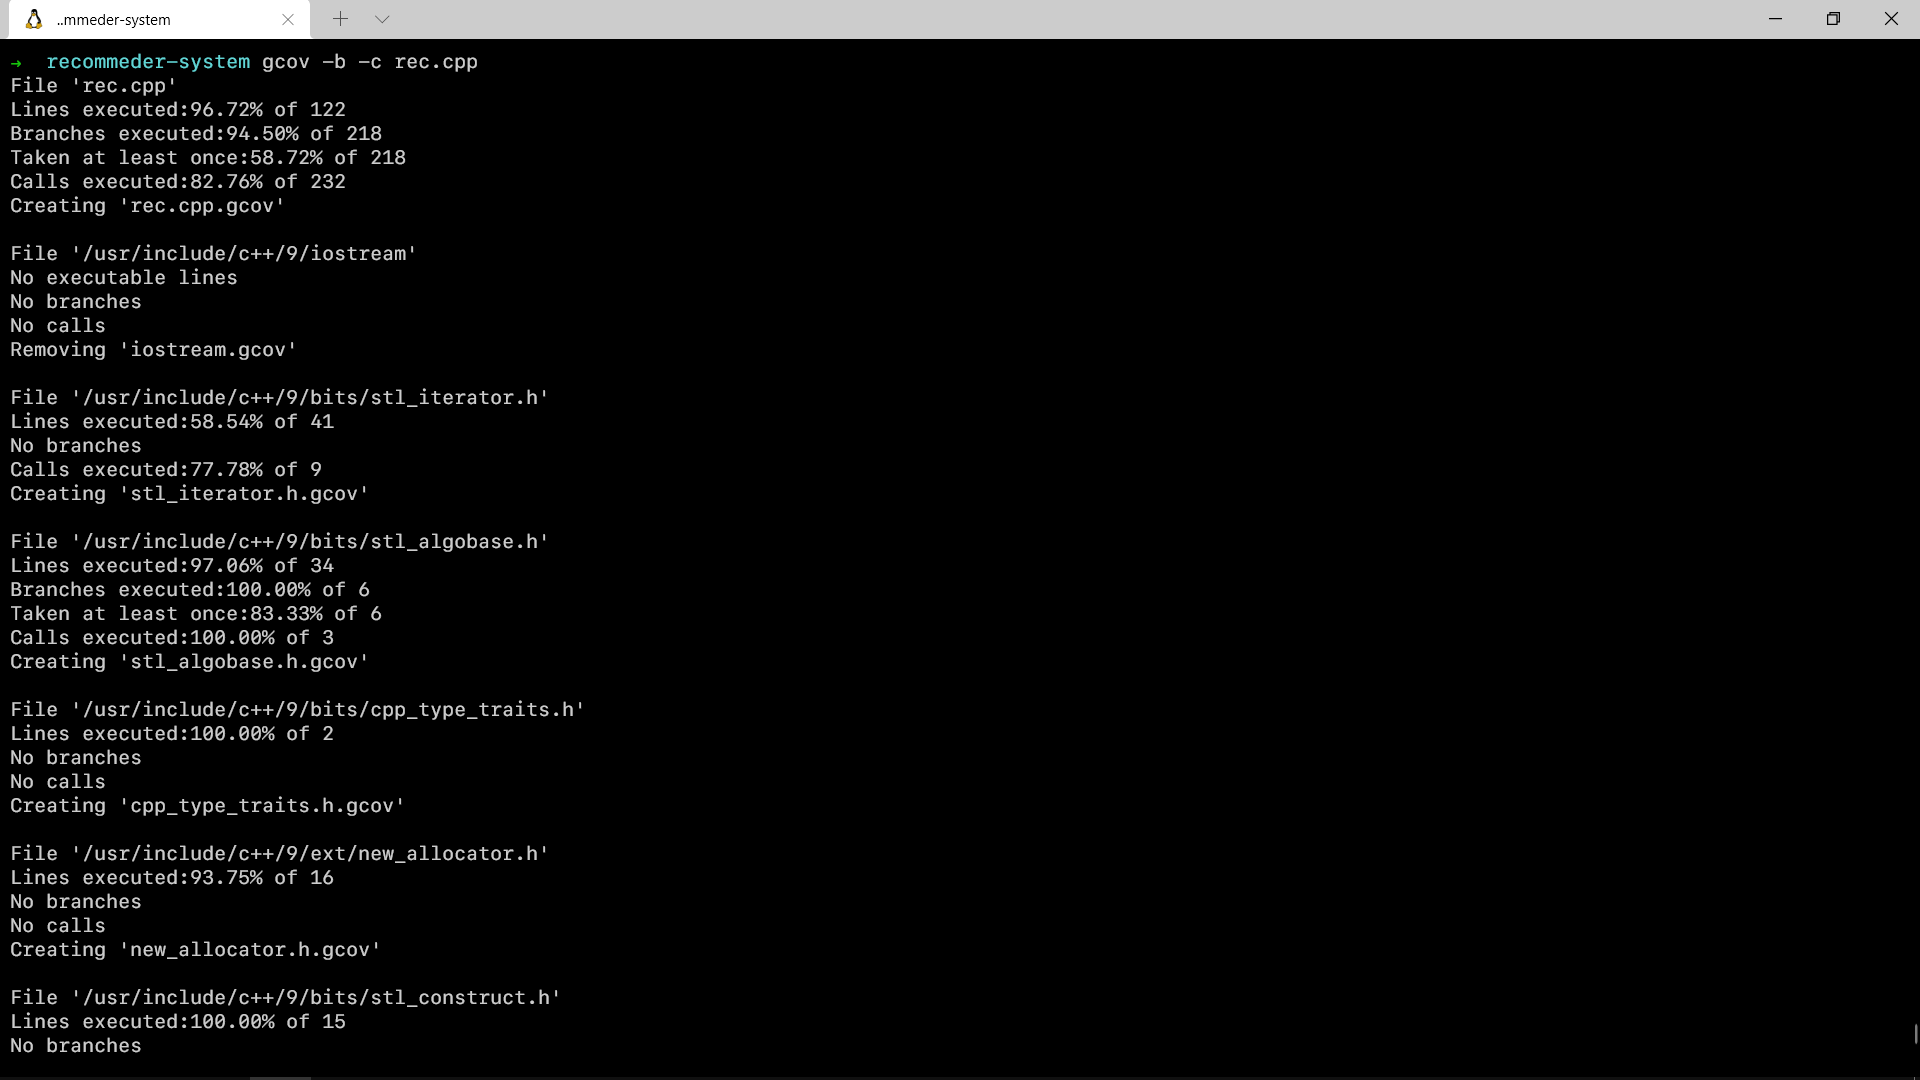 ..mmeder-system
→ recommeder-system gcov -b -c rec.cpp
File 'rec.cpp'
Lines executed:96.72% of 122
Branches executed:94.50% of 218
Taken at least once:58.72% of 218
Calls executed:82.76% of 232
Creating 'rec.cpp.gcov'
File '/usr/include/c++/9/iostream'
No executable lines
No branches
No calls
Removing 'iostream.gcov'
File '/usr/include/c++/9/bits/stl_iterator.h'
Lines executed:58.54% of 41
No branches
Calls executed:77.78% of 9
Creating 'stl_iterator.h.gcov'
File '/usr/include/c++/9/bits/stl_algobase.h'
Lines executed:97.06% of 34
Branches executed:100.00% of 6
Taken at least once:83.33% of 6
Calls executed:100.00% of 3
Creating 'stl_algobase.h.gcov'
File '/usr/include/c++/9/bits/cpp_type_traits.h'
Lines executed:100.00% of 2
No branches
No calls
Creating 'cpp_type_traits.h.gcov'
File '/usr/include/c++/9/ext/new_allocator.h'
Lines executed:93.75% of 16
No branches
No calls
Creating 'new_allocator.h.gcov'
File '/usr/include/c++/9/bits/stl_construct.h'
Lines executed:100.00% of 15
No branches